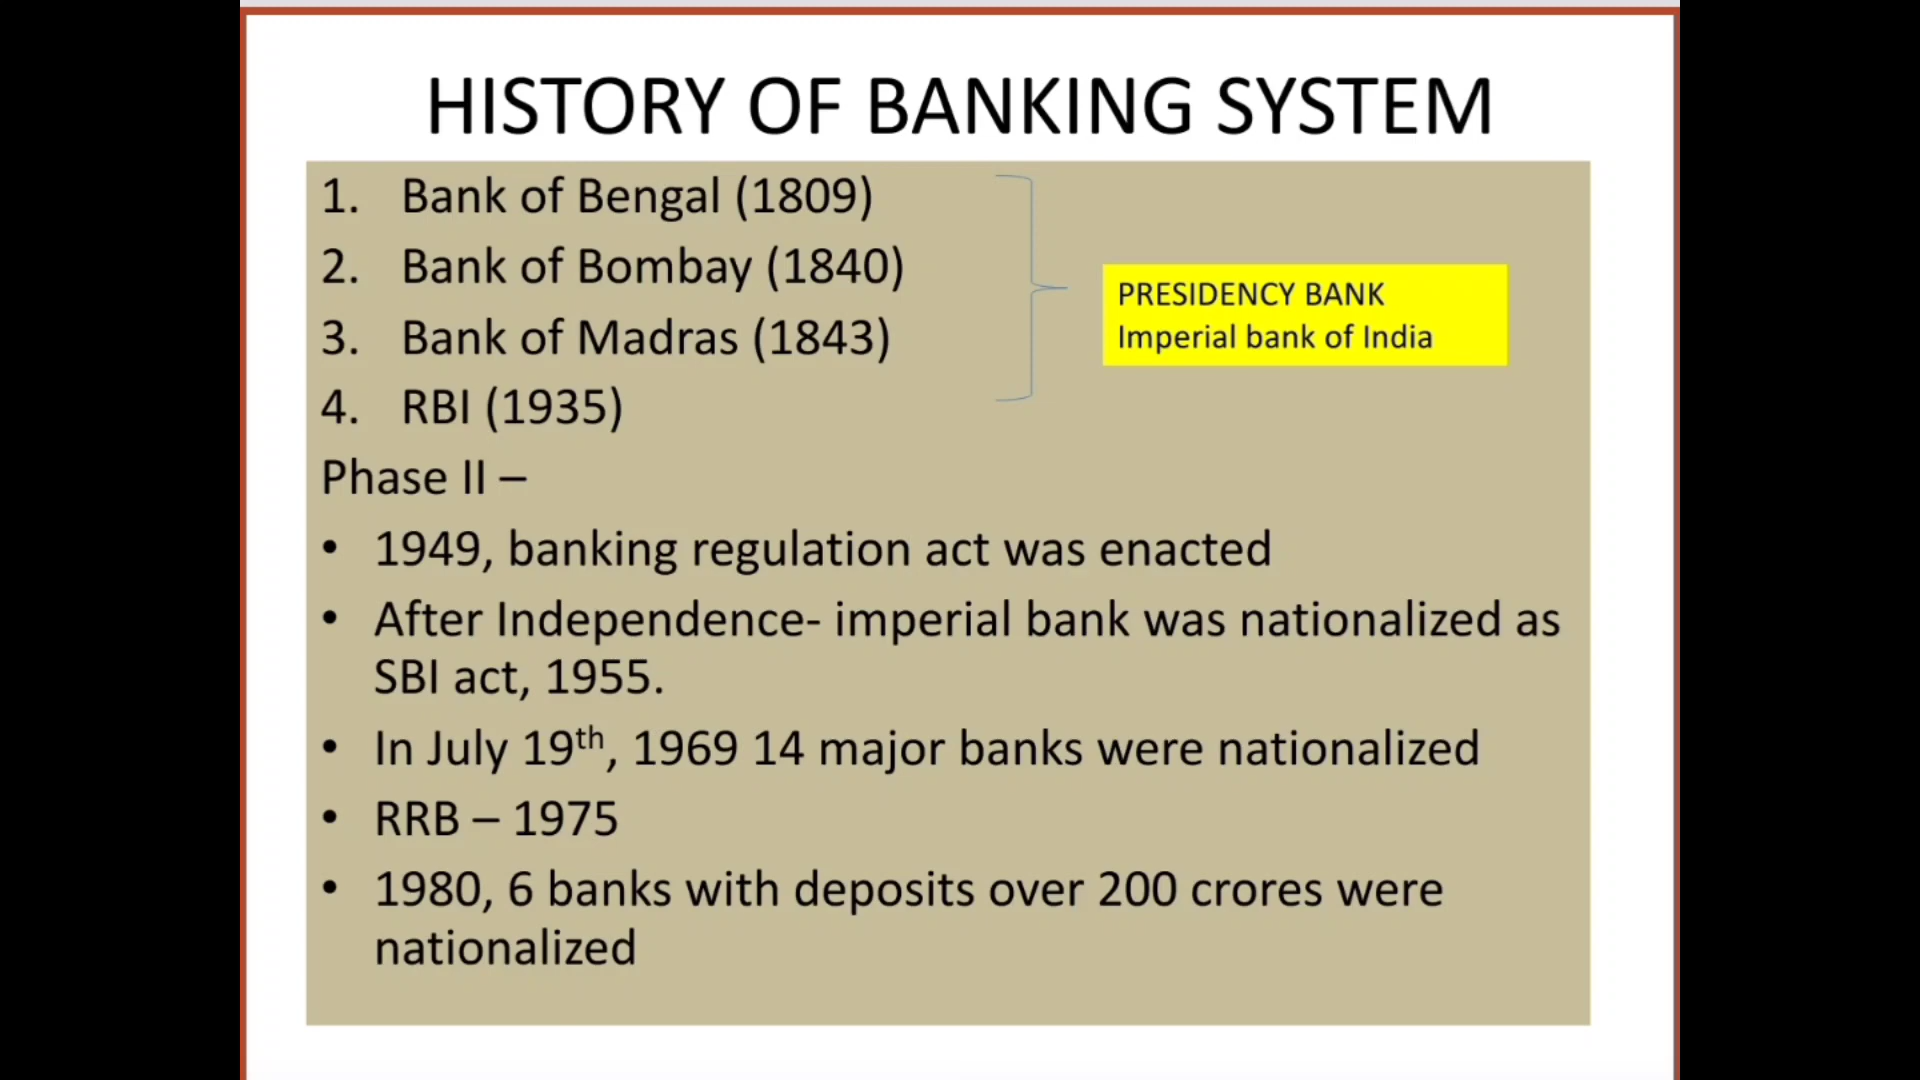 HISTORY OF BANKING SYSTEM
1. Bank of Bengal (1809)
2. Bank of Bombay (1840)
3. Bank of Madras (1843)
4. RBI (1935)
PRESIDENCY BANK
Imperial bank of India
Phase II –
• 1949, banking regulation act was enacted
• After Independence- imperial bank was nationalized as
SBI act, 1955.
• In July 19th, 1969 14 major banks were nationalized
• RRB – 1975
• 1980, 6 banks with deposits over 200 crores were
nationalized